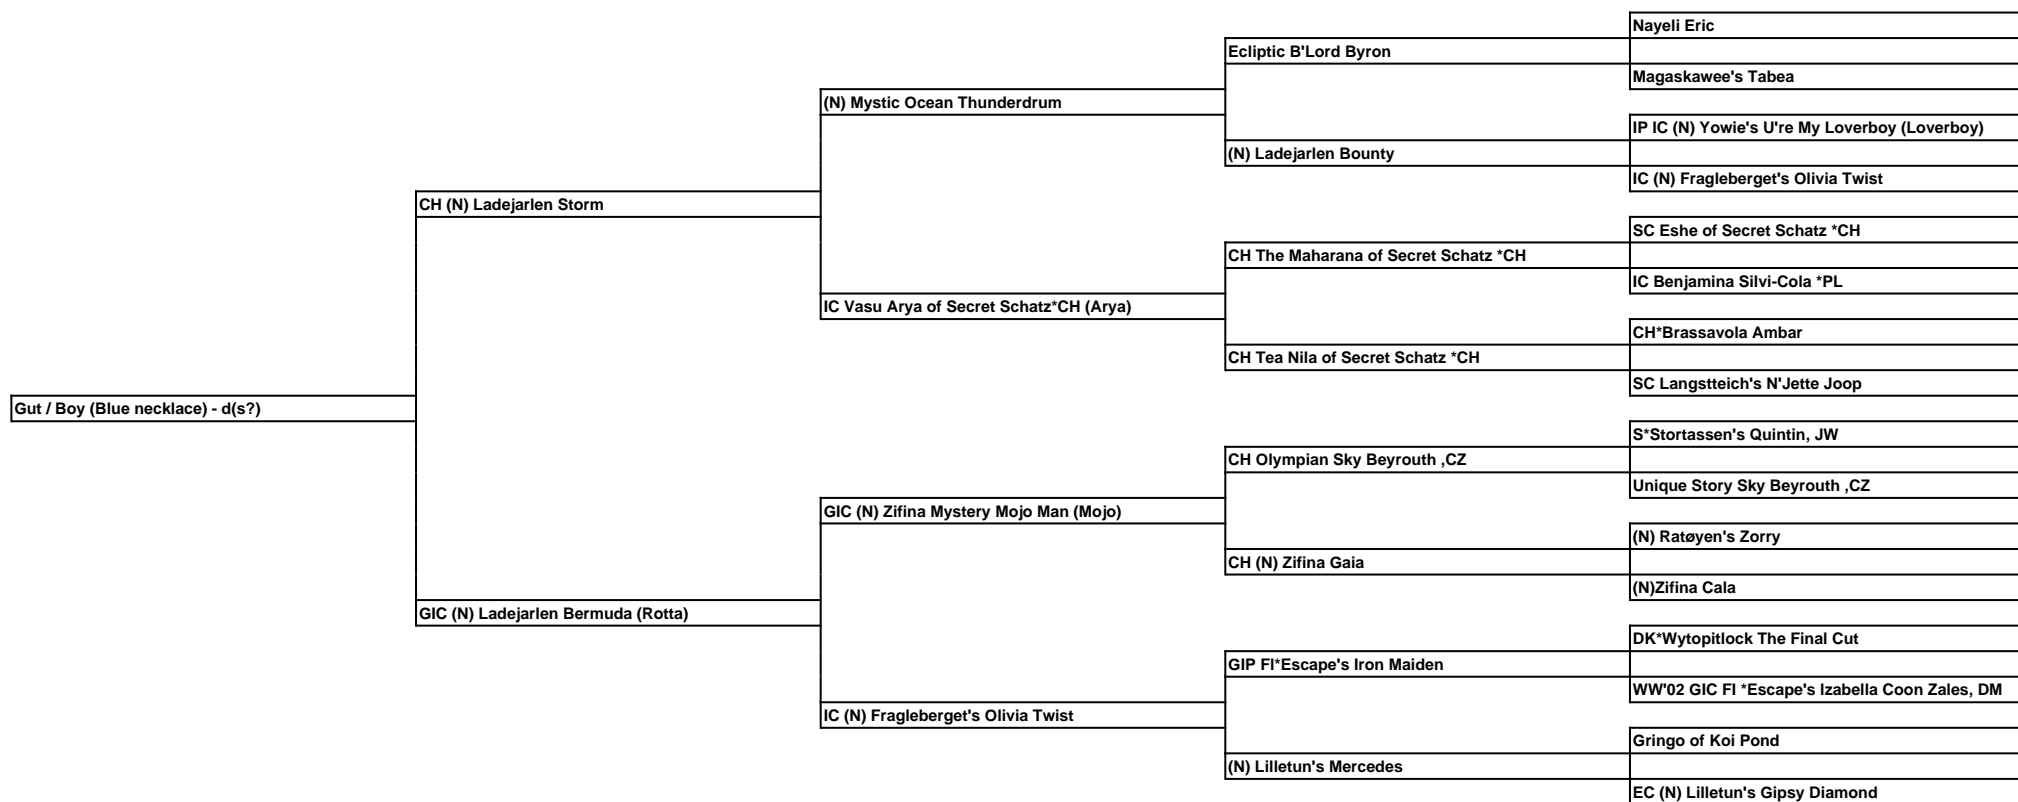 Nayeli Eric
Ecliptic B'Lord Byron
Magaskawee's Tabea
(N) Mystic Ocean Thunderdrum
IP IC (N) Yowie's U're My Loverboy (Loverboy)
(N) Ladejarlen Bounty
IC (N) Fragleberget's Olivia Twist
CH (N) Ladejarlen Storm
SC Eshe of Secret Schatz *CH
CH The Maharana of Secret Schatz *CH
IC Benjamina Silvi-Cola *PL
IC Vasu Arya of Secret Schatz*CH (Arya)
CH*Brassavola Ambar
CH Tea Nila of Secret Schatz *CH
SC Langstteich's N'Jette Joop
Gut / Boy (Blue necklace) - d(s?)
S*Stortassen's Quintin, JW
CH Olympian Sky Beyrouth ,CZ
Unique Story Sky Beyrouth ,CZ
GIC (N) Zifina Mystery Mojo Man (Mojo)
(N) Ratøyen's Zorry
CH (N) Zifina Gaia
(N)Zifina Cala
GIC (N) Ladejarlen Bermuda (Rotta)
DK*Wytopitlock The Final Cut
GIP FI*Escape's Iron Maiden
WW'02 GIC FI *Escape's Izabella Coon Zales, DM
IC (N) Fragleberget's Olivia Twist
Gringo of Koi Pond
(N) Lilletun's Mercedes
EC (N) Lilletun's Gipsy Diamond